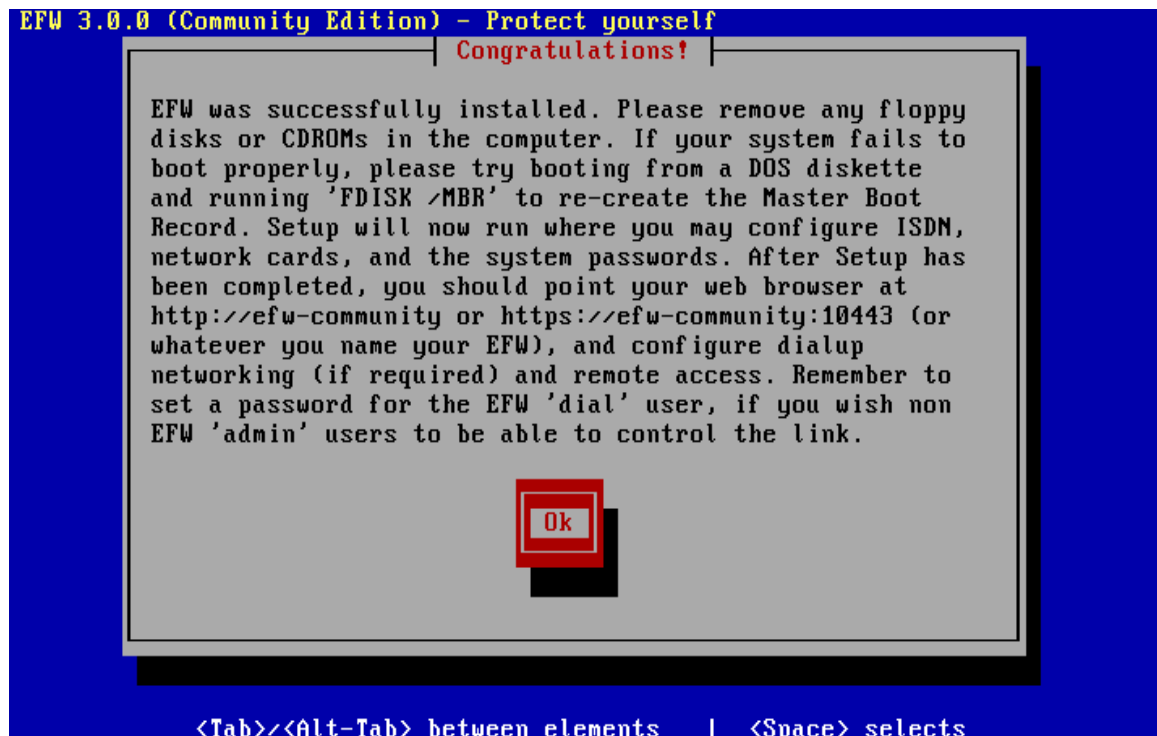 EFW 3.0.0 (Community Edition) - Protect yourself
Congratulations!
EFW was successfully installed. Please remove any floppy
disks or CDROMs in the computer. If your system fails to
boot properly, please try booting from a DOS diskette
and running 'FDISK /MBR' to re-create the Master Boot
Record. Setup will now run where you may configure ISDN,
network cards, and the system passwords. After Setup has
been completed, you should point your web browser at
http://efw-community or https://efw-community:10443 (or
whatever you name your EFW), and configure dialup
networking (if required) and remote access. Remember to
set a password for the EFW 'dial' user, if you wish non
EFW 'admin' users to be able to control the link.
Ok
<Tab>/<Alt-Tab> between elements | <Space> selects